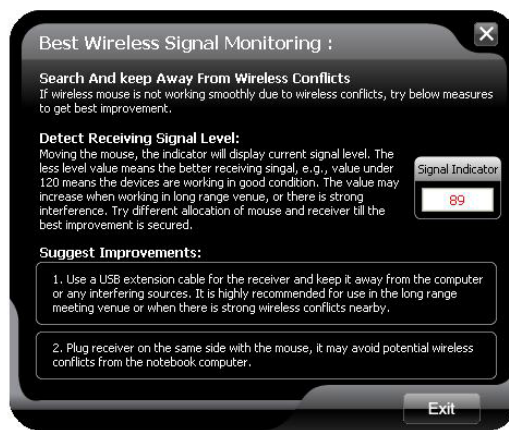 Best Wireless Signal Monitoring :
Search And keep Away From Wireless Conflicts
If wireless mouse is not working smoothly due to wireless conflicts, try below measures
to get best improvement.
Detect Receiving Signal Level:
Moving the mouse, the indicator will display current signal level. The
less level value means the better receiving singal, e.g., value under
120 means the devices are working in good condition. The value may
increase when working in long range venue, or there is strong
interference. Try different allocation of mouse and receiver till the
best improvement is secured.
Signal Indicator
89
Suggest Improvements:
1. Use a USB extension cable for the receiver and keep it away from the computer
or any interfering sources. It is highly recommended for use in the long range
meeting venue or when there is strong wireless conflicts nearby.
2. Plug receiver on the same side with the mouse, it may avoid potential wireless
conflicts from the notebook computer.
Exit